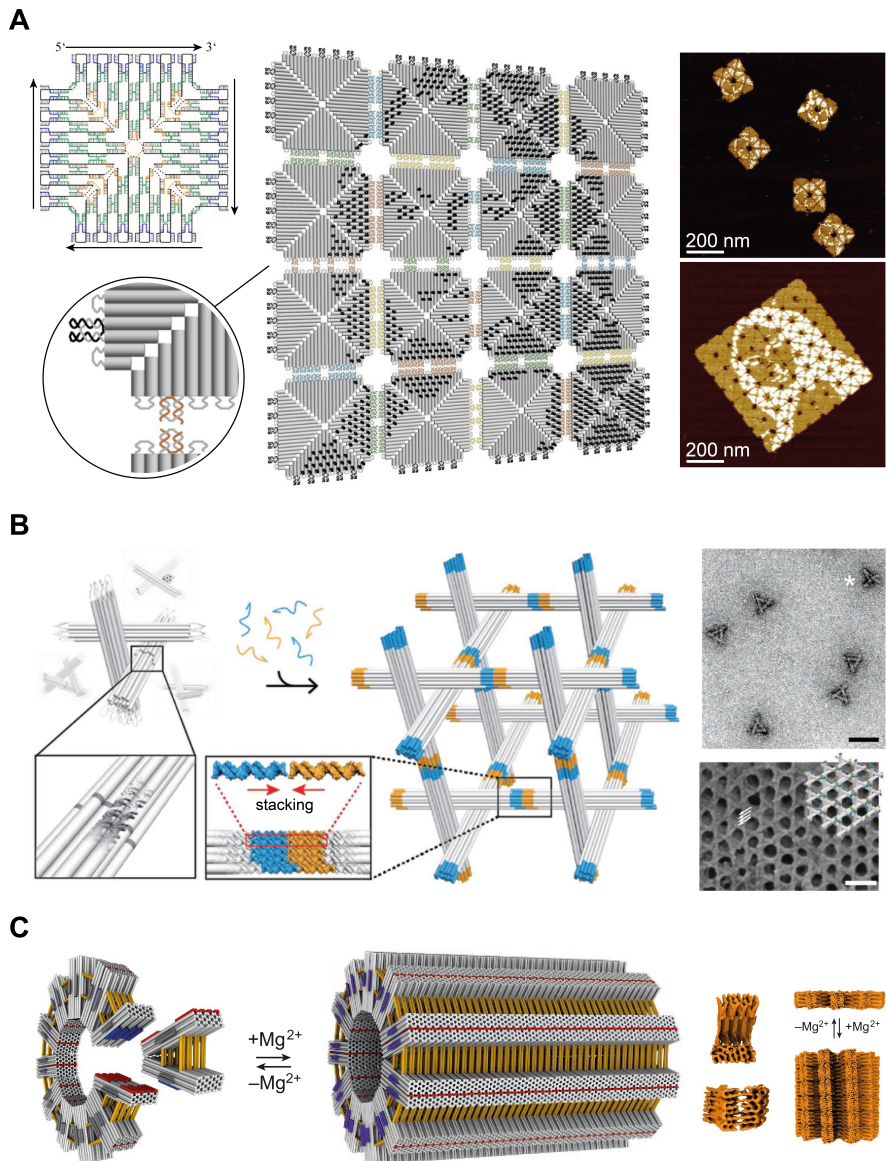 A
5‘ 3‘
200 nm
200 nm
B
*
stacking
C
+Mg2+
–Mg2+
–Mg2+ +Mg2+